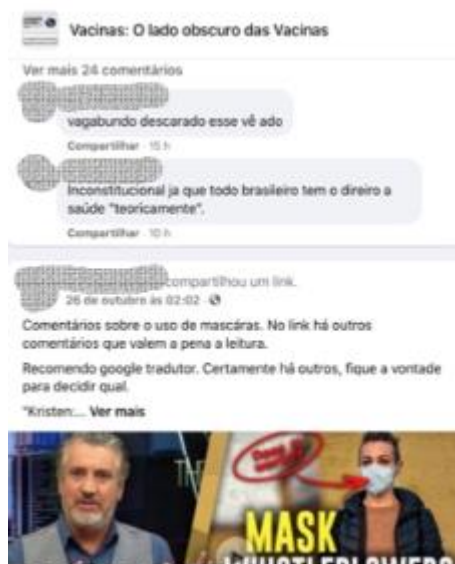 Vacinas: O lado obscuro das Vacinas
Ver mais 24 comentários
vagabundo descarado esse vê ado
Compartilhar 15 h
Inconstitucional ja que todo brasileiro tem o direiro a
saúde "teoricamente".
Compartilhar 10 h
compartilhou um link.
26 de outubro às 02:02
Comentários sobre o uso de mascáras. No link há outros
comentários que valem a pena a leitura.
Recomendo google tradutor. Certamente há outros, fique a vontade
para decidir qual.
"Kristen:... Ver mais
MASK
WHISTLEBLOWERS